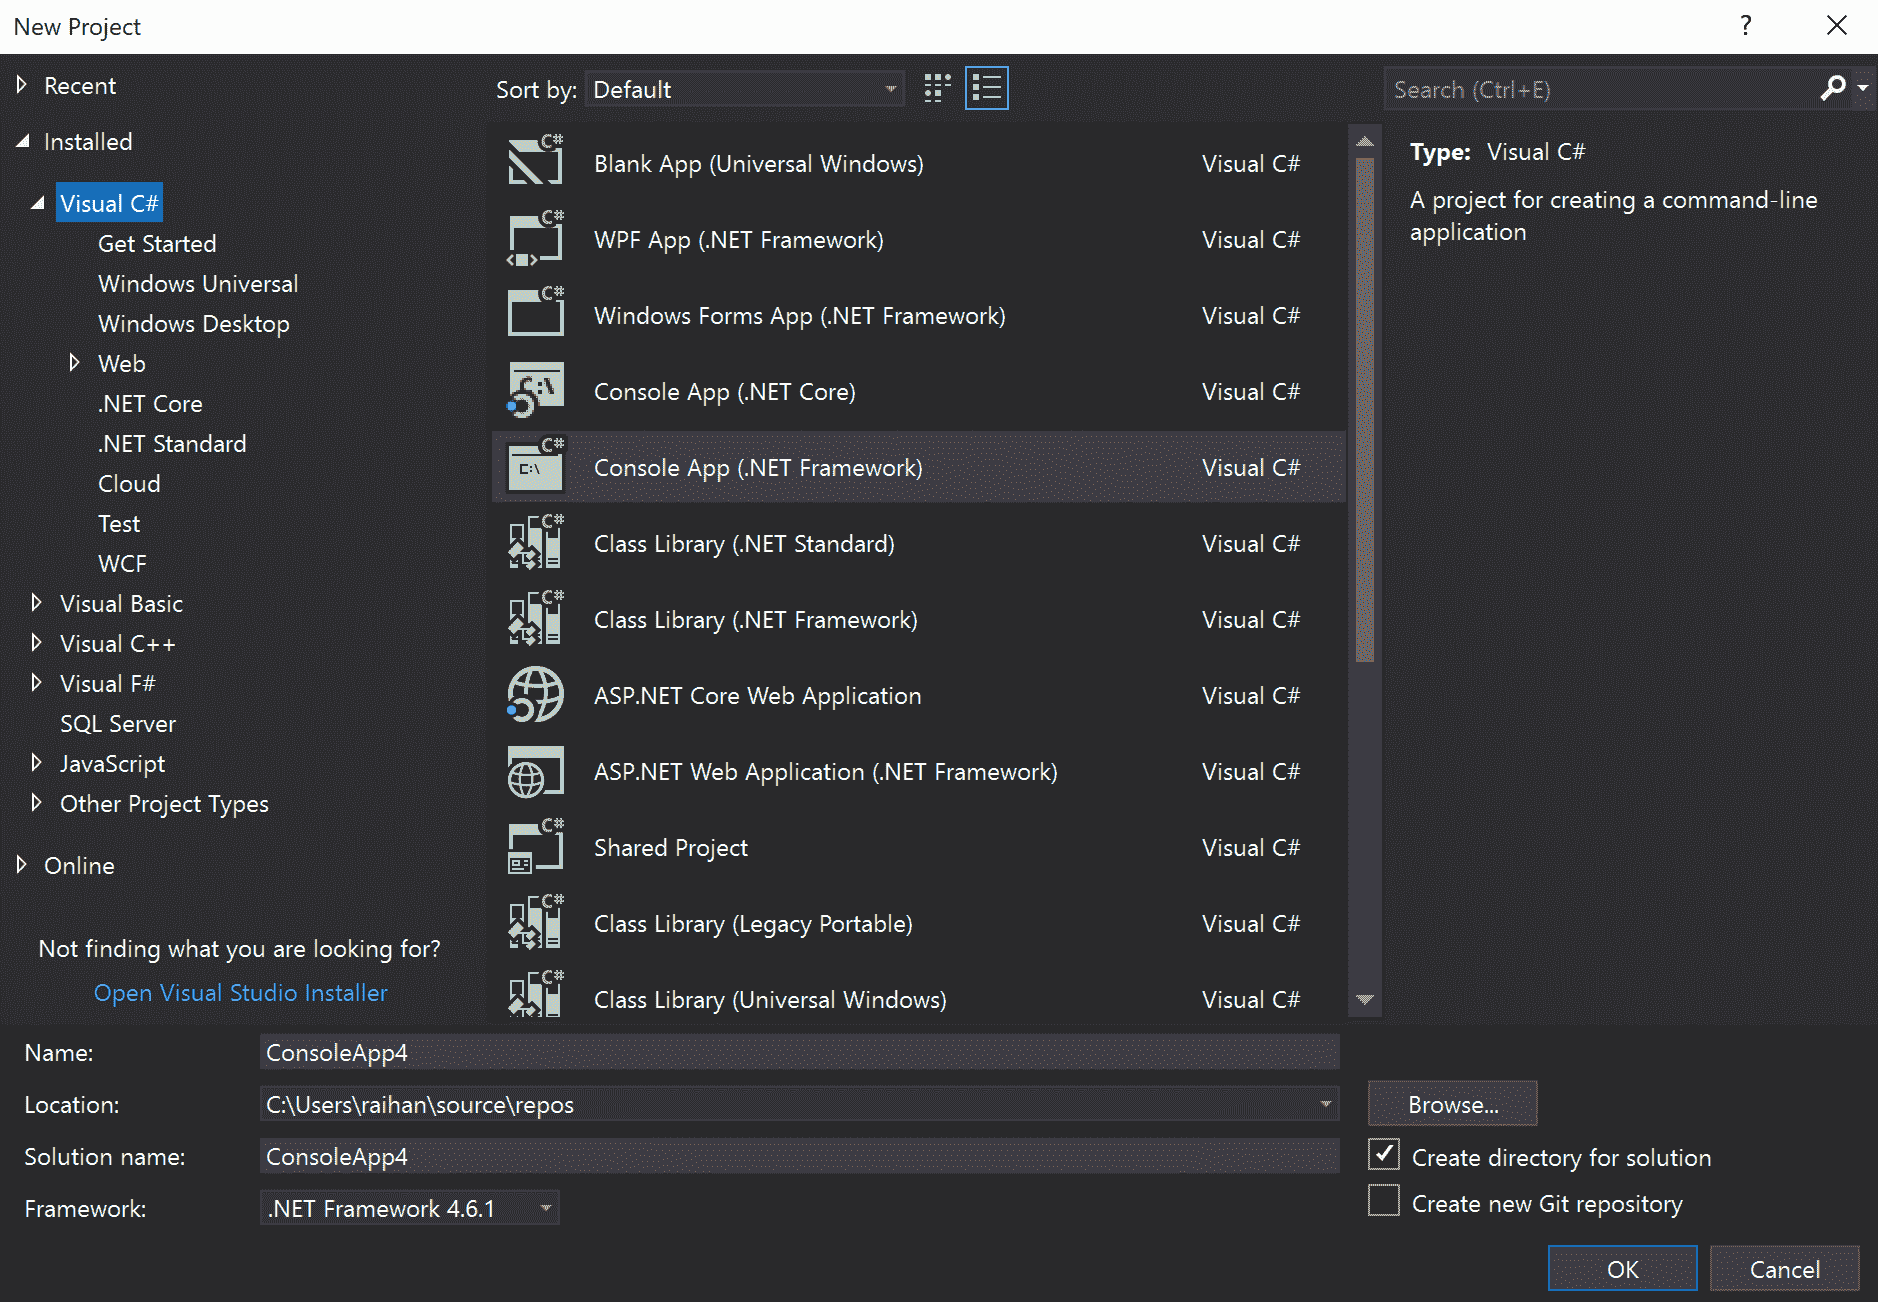 New Project
?
Recent
Installed
Visual C#
Get Started
Windows Universal
Windows Desktop
Web
.NET Core
.NET Standard
Cloud
Test
WCF
Visual Basic
Visual C++
Visual F#
SQL Server
JavaScript
Other Project Types
Online
Not finding what you are looking for?
Open Visual Studio Installer
Sort by: Default
Blank App (Universal Windows) Visual C#
WPF App (.NET Framework) Visual C#
Windows Forms App (.NET Framework) Visual C#
Console App (.NET Core) Visual C#
Console App (.NET Framework) Visual C#
Class Library (.NET Standard) Visual C#
Class Library (.NET Framework) Visual C#
ASP.NET Core Web Application Visual C#
ASP.NET Web Application (.NET Framework) Visual C#
Shared Project Visual C#
Class Library (Legacy Portable) Visual C#
Class Library (Universal Windows) Visual C#
Search (Ctrl+E)
Type: Visual C#
A project for creating a command-line
application
Name: ConsoleApp4
Location: C:\Users\raihan\source\repos
Solution name: ConsoleApp4
Framework: .NET Framework 4.6.1
Browse...
Create directory for solution
Create new Git repository
OK
Cancel